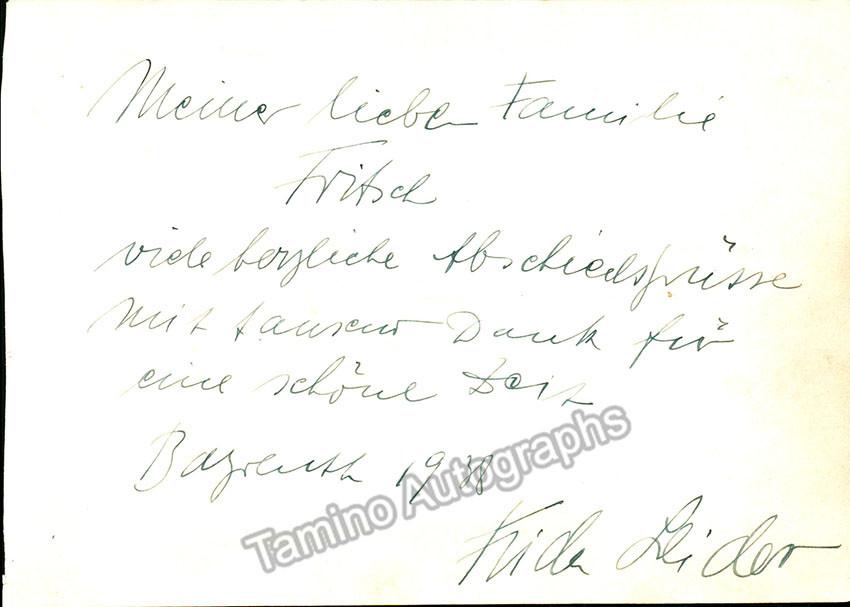 Meiner lieben Familie
Fritsch
viele herzliche Abschiedsgrüsse
mit tausend Dank für
eine schöne Zeit
Bayreuth 1938
Tamino Autographs
Frida Leider